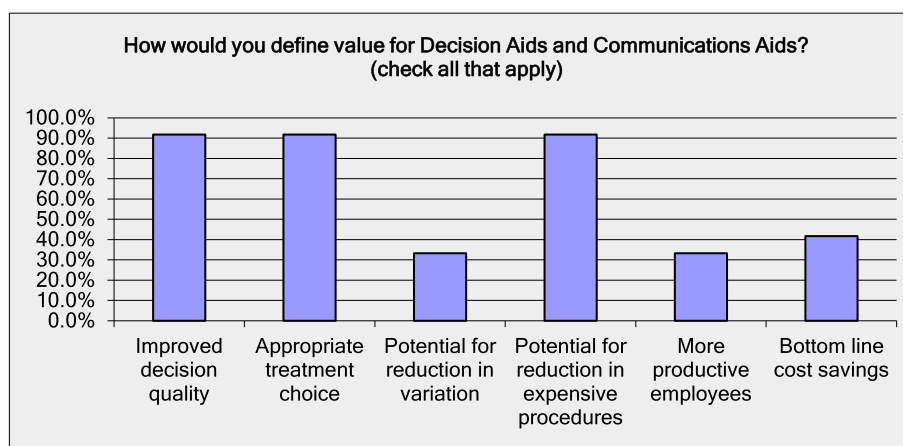 How would you define value for Decision Aids and Communications Aids?
(check all that apply)
100.0%
90.0%
80.0%
70.0%
60.0%
50.0%
40.0%
30.0%
20.0%
10.0%
0.0%
Improved
decision
quality
Appropriate
treatment
choice
Potential for
reduction in
variation
Potential for
reduction in
expensive
procedures
More
productive
employees
Bottom line
cost savings